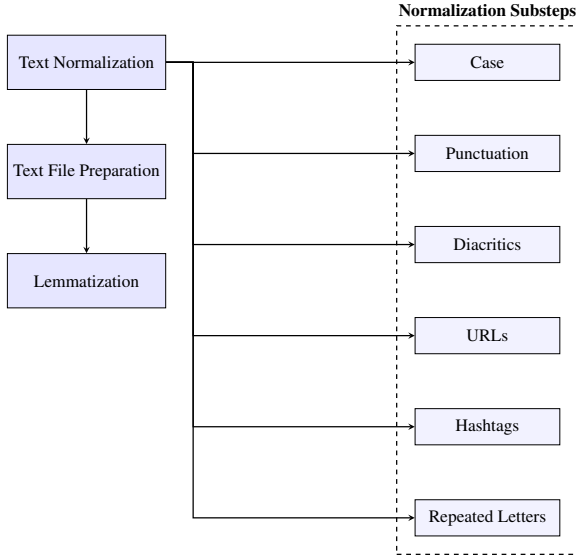 Normalization Substeps
Text Normalization
Case
Punctuation
Text File Preparation
Diacritics
Lemmatization
URLs
Hashtags
Repeated Letters